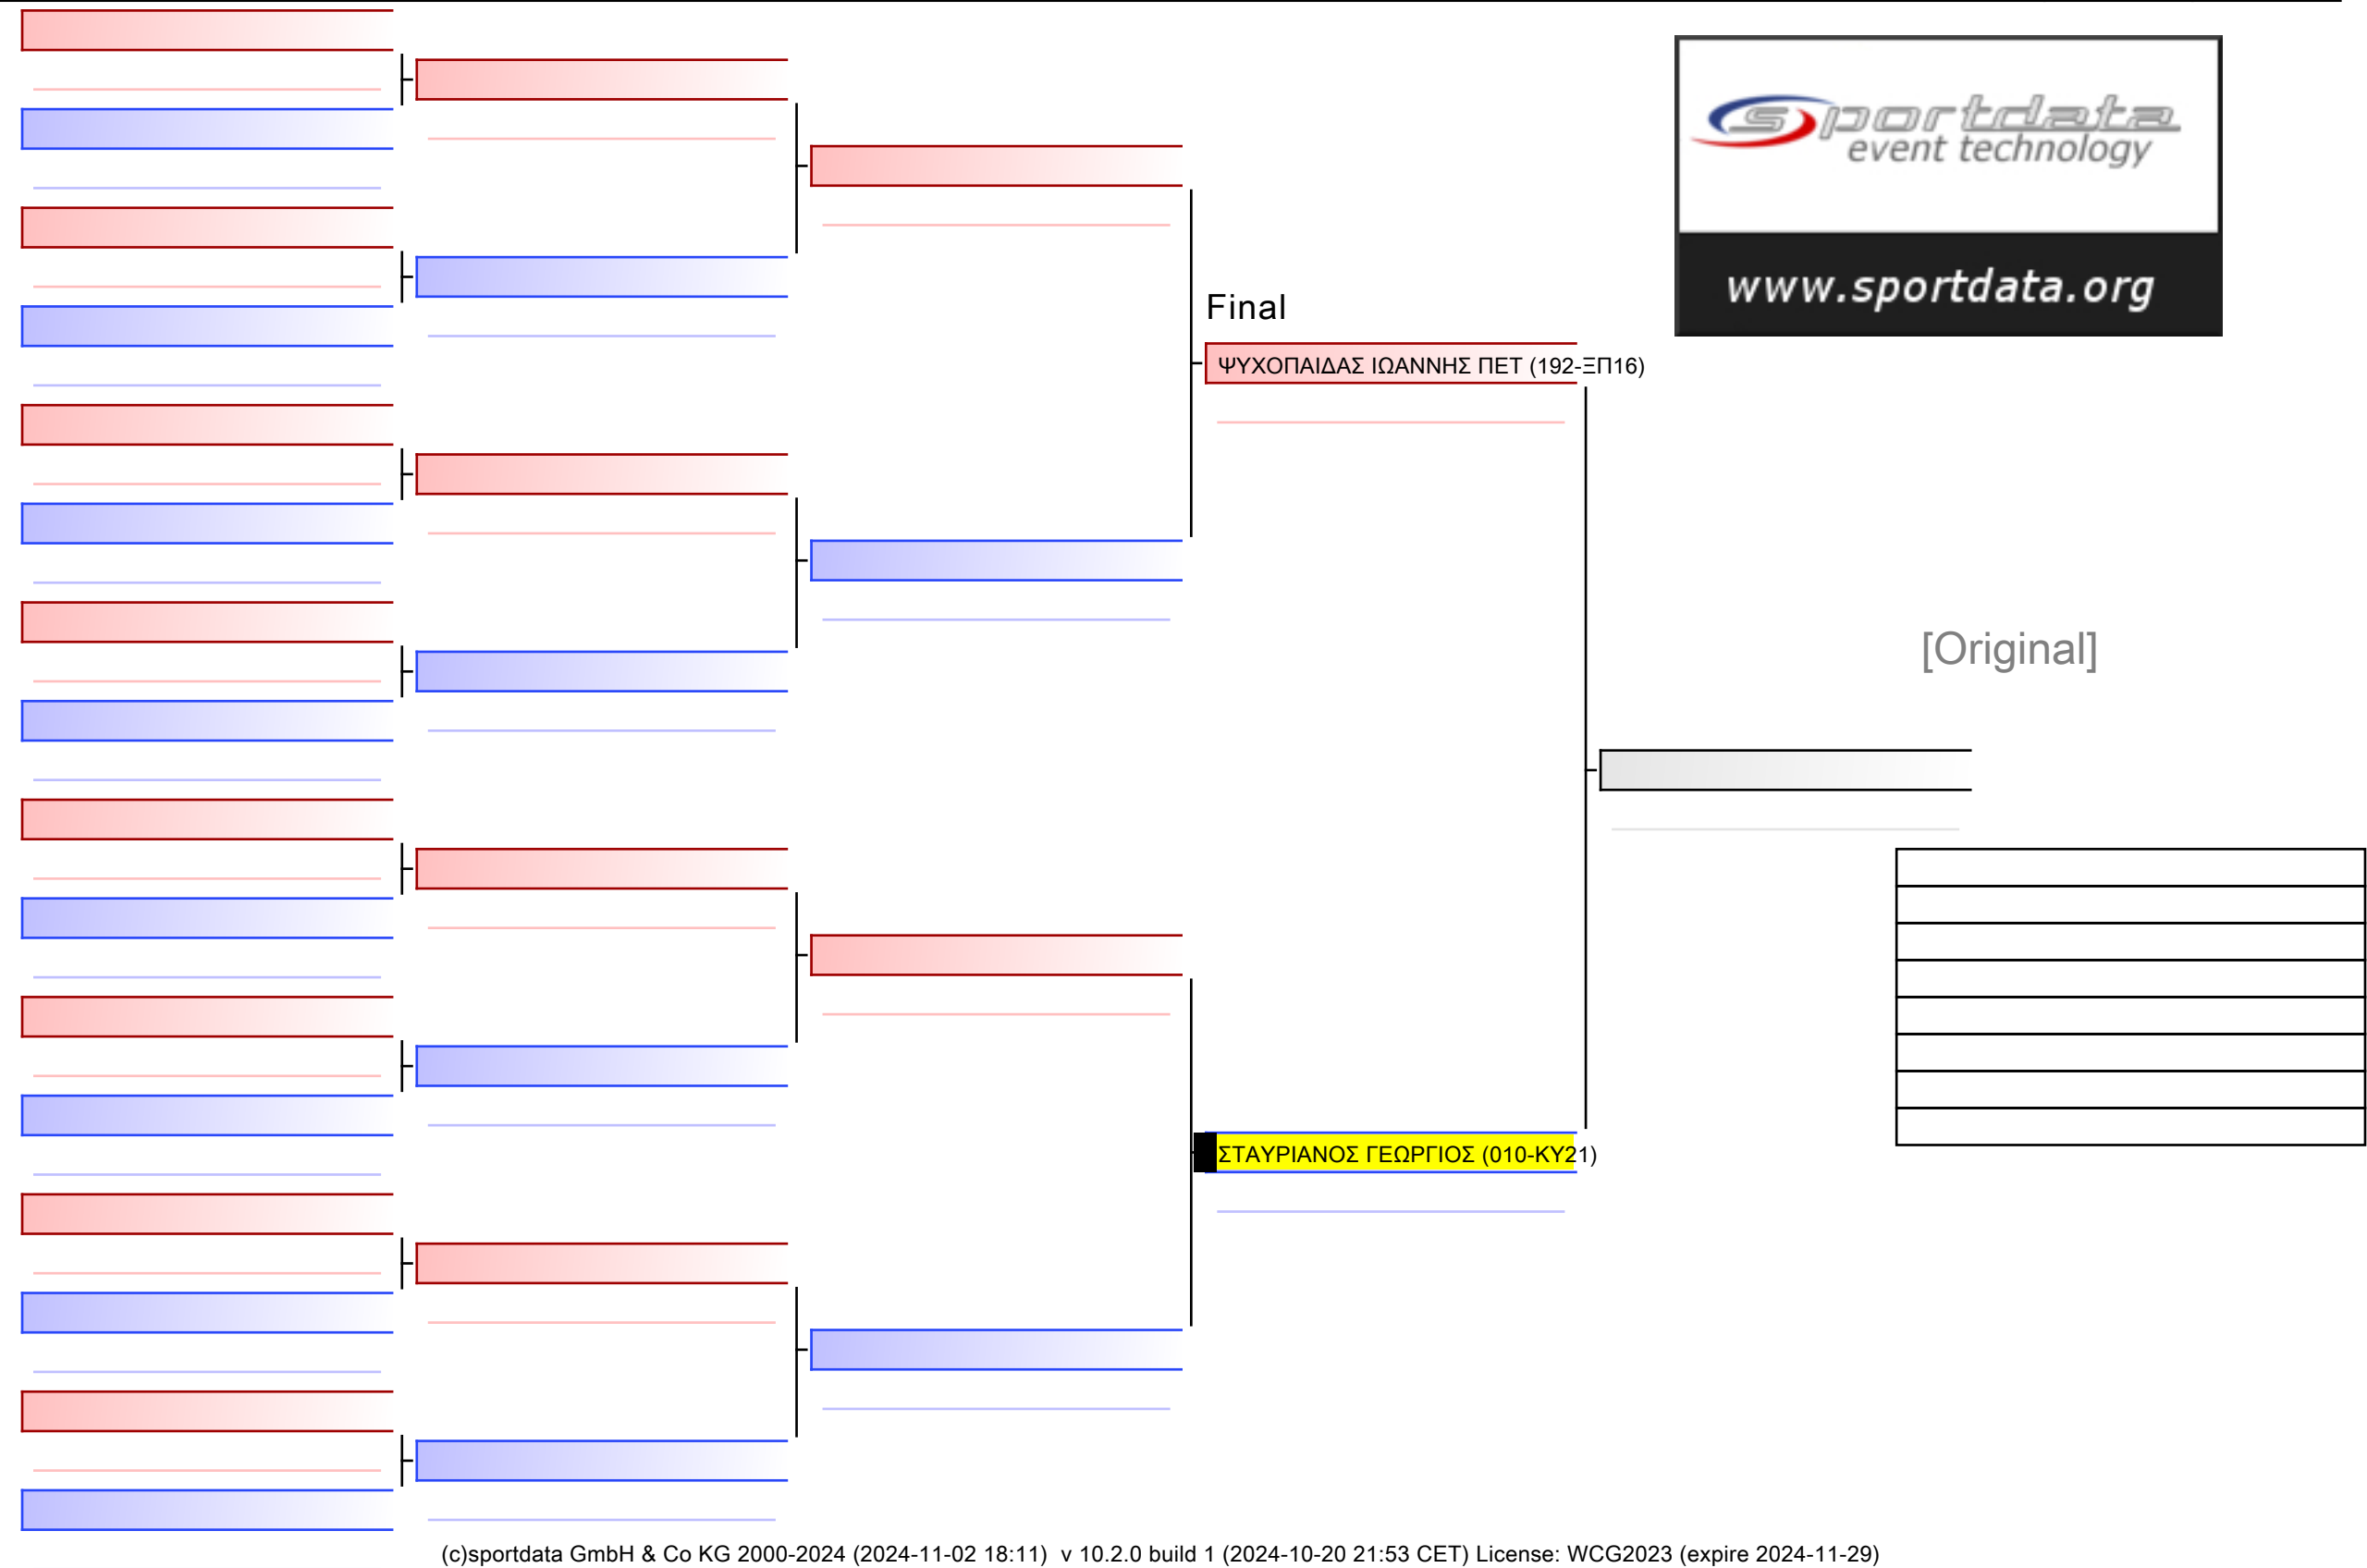 sportdata
event technology
www.sportdata.org
Final
ΨΥΧΟΠΑΙΔΑΣ ΙΩΑΝΝΗΣ ΠΕΤ (192-ΞΠ16)
[Original]
ΣΤΑΥΡΙΑΝΟΣ ΓΕΩΡΓΙΟΣ (010-ΚΥ21)
(c)sportdata GmbH & Co KG 2000-2024 (2024-11-02 18:11) v 10.2.0 build 1 (2024-10-20 21:53 CET) License: WCG2023 (expire 2024-11-29)